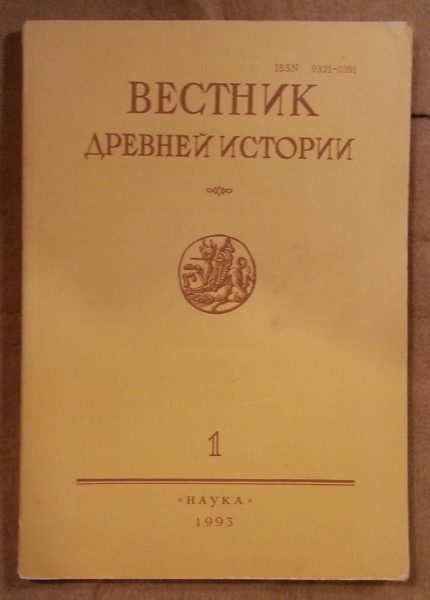 ISSN 0321-0391
ВЕСТНИК
ДРЕВНЕЙ ИСТОРИИ
1
«НАУКА»
1993